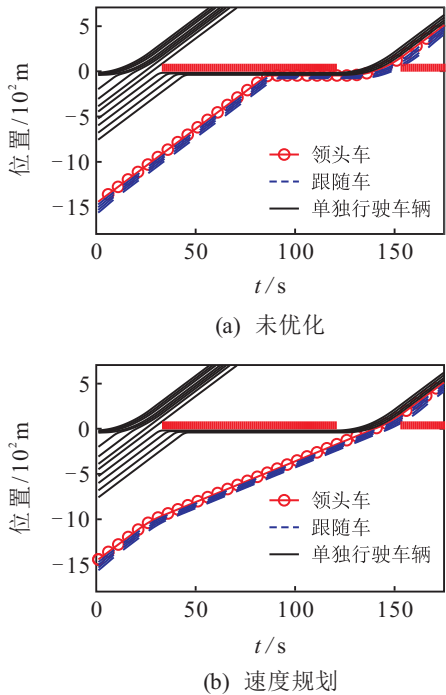 5
0
−5
−10
−15
位置/10²m
领头车
跟随车
单独行驶车辆
0 50 100 150
t/s
(a) 未优化
5
0
−5
−10
−15
位置/10²m
领头车
跟随车
单独行驶车辆
0 50 100 150
t/s
(b) 速度规划